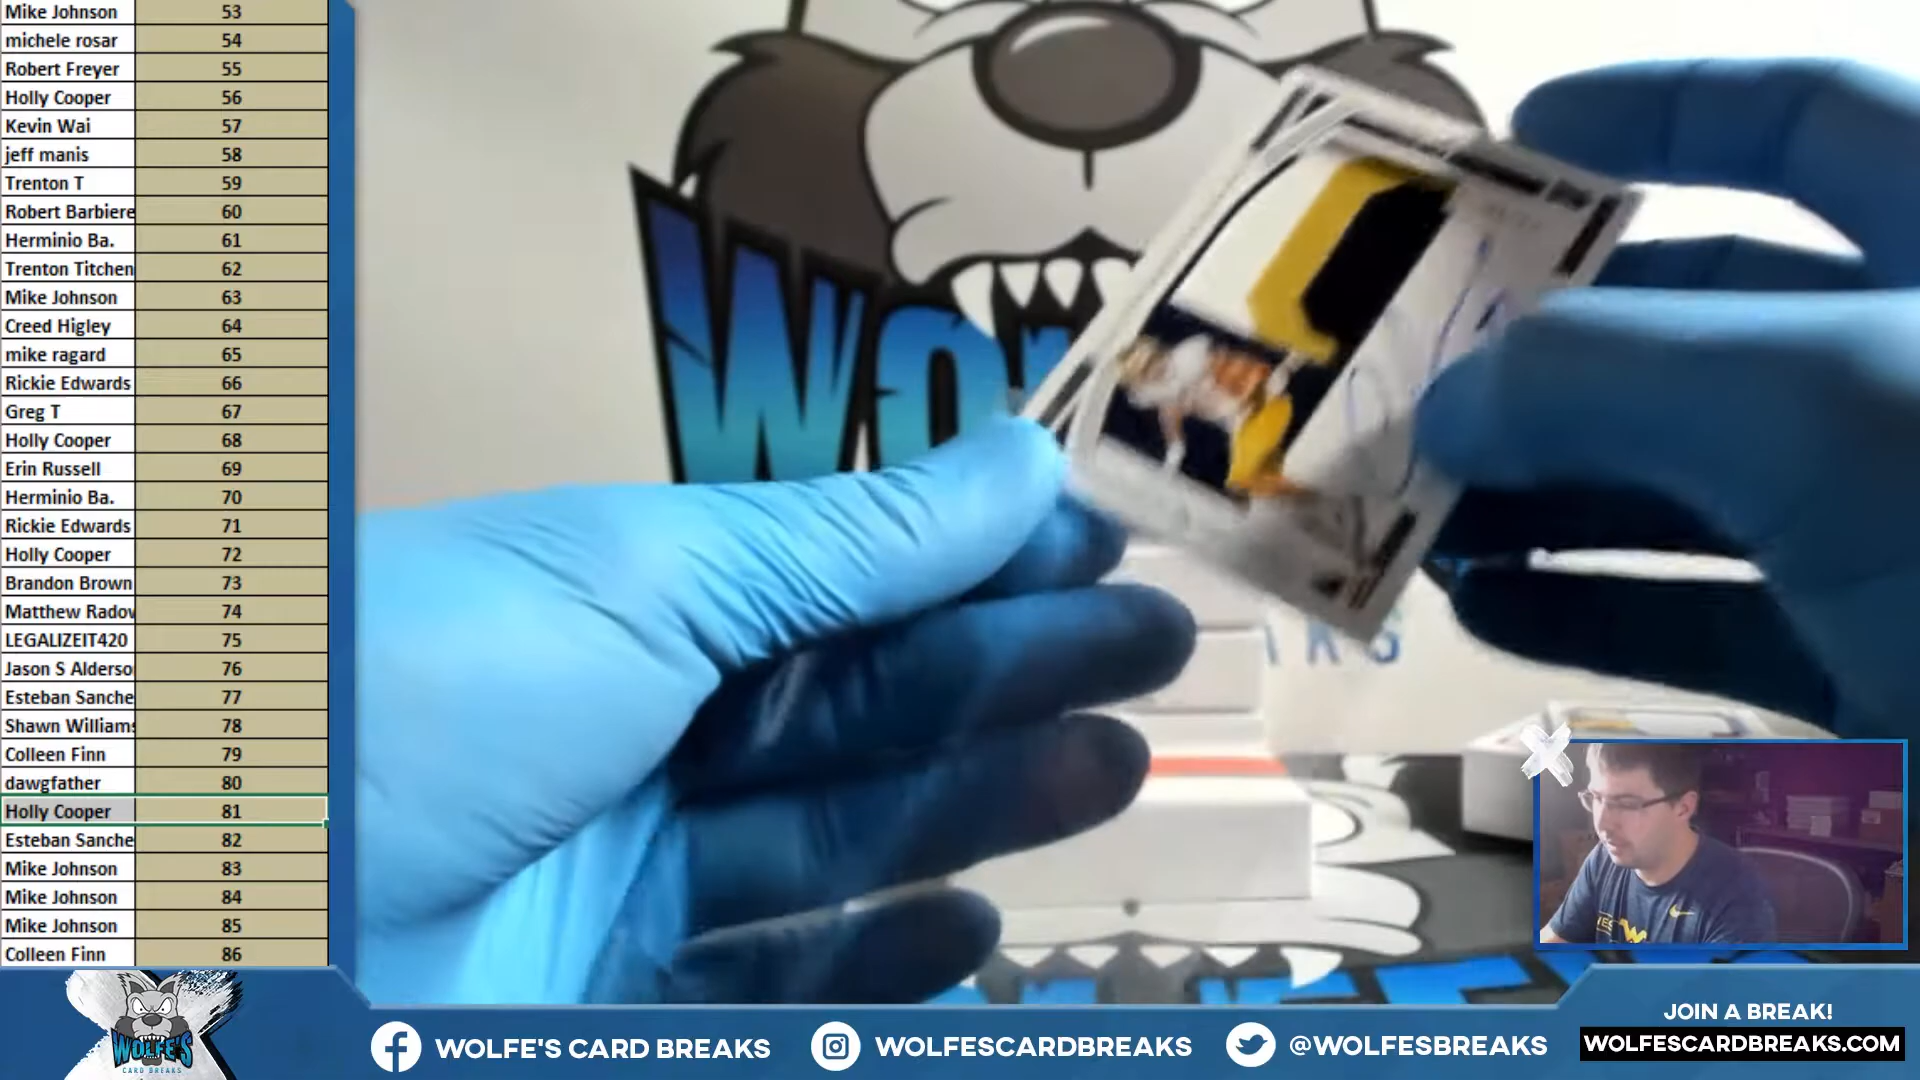 Mike Johnson 53
michele rosar 54
Robert Freyer 55
Holly Cooper 56
Kevin Wai 57
jeff manis 58
Trenton T 59
Robert Barbiere 60
Herminio Ba. 61
Trenton Titchen 62
Mike Johnson 63
Creed Higley 64
mike ragard 65
Rickie Edwards 66
Greg T 67
Holly Cooper 68
Erin Russell 69
Herminio Ba. 70
Rickie Edwards 71
Holly Cooper 72
Brandon Brown 73
Matthew Radow 74
LEGALIZEIT420 75
Jason S Alderso 76
Esteban Sanche 77
Shawn Williams 78
Colleen Finn 79
dawgfather 80
Holly Cooper 81
Esteban Sanche 82
Mike Johnson 83
Mike Johnson 84
Mike Johnson 85
Colleen Finn 86
WOLFE'S
CARD BREAKS
WOLFE'S CARD BREAKS
WOLFESCARDBREAKS
@WOLFESBREAKS
JOIN A BREAK!
WOLFESCARDBREAKS.COM